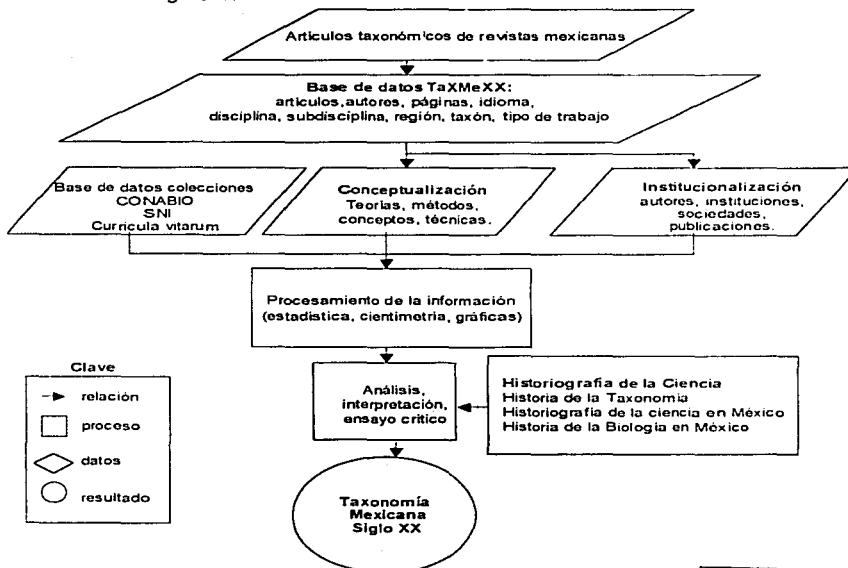 Artículos taxonómicos de revistas mexicanas
Base de datos TaXMeXX:
artículos,autores, páginas, idioma,
disciplina, subdisciplina, región, taxón, tipo de trabajo
Base de datos colecciones
CONABIO
SNI
Curricula vitarum
Conceptualización
Teorías, métodos,
conceptos, técnicas.
Institucionalización
autores, instituciones,
sociedades,
publicaciones.
Procesamiento de la información
(estadística, cientimetría, gráficas)
Clave
relación
proceso
datos
resultado
Análisis,
interpretación,
ensayo crítico
Historiografía de la Ciencia
Historia de la Taxonomía
Historiografía de la ciencia en México
Historia de la Biología en México
Taxonomía
Mexicana
Siglo XX